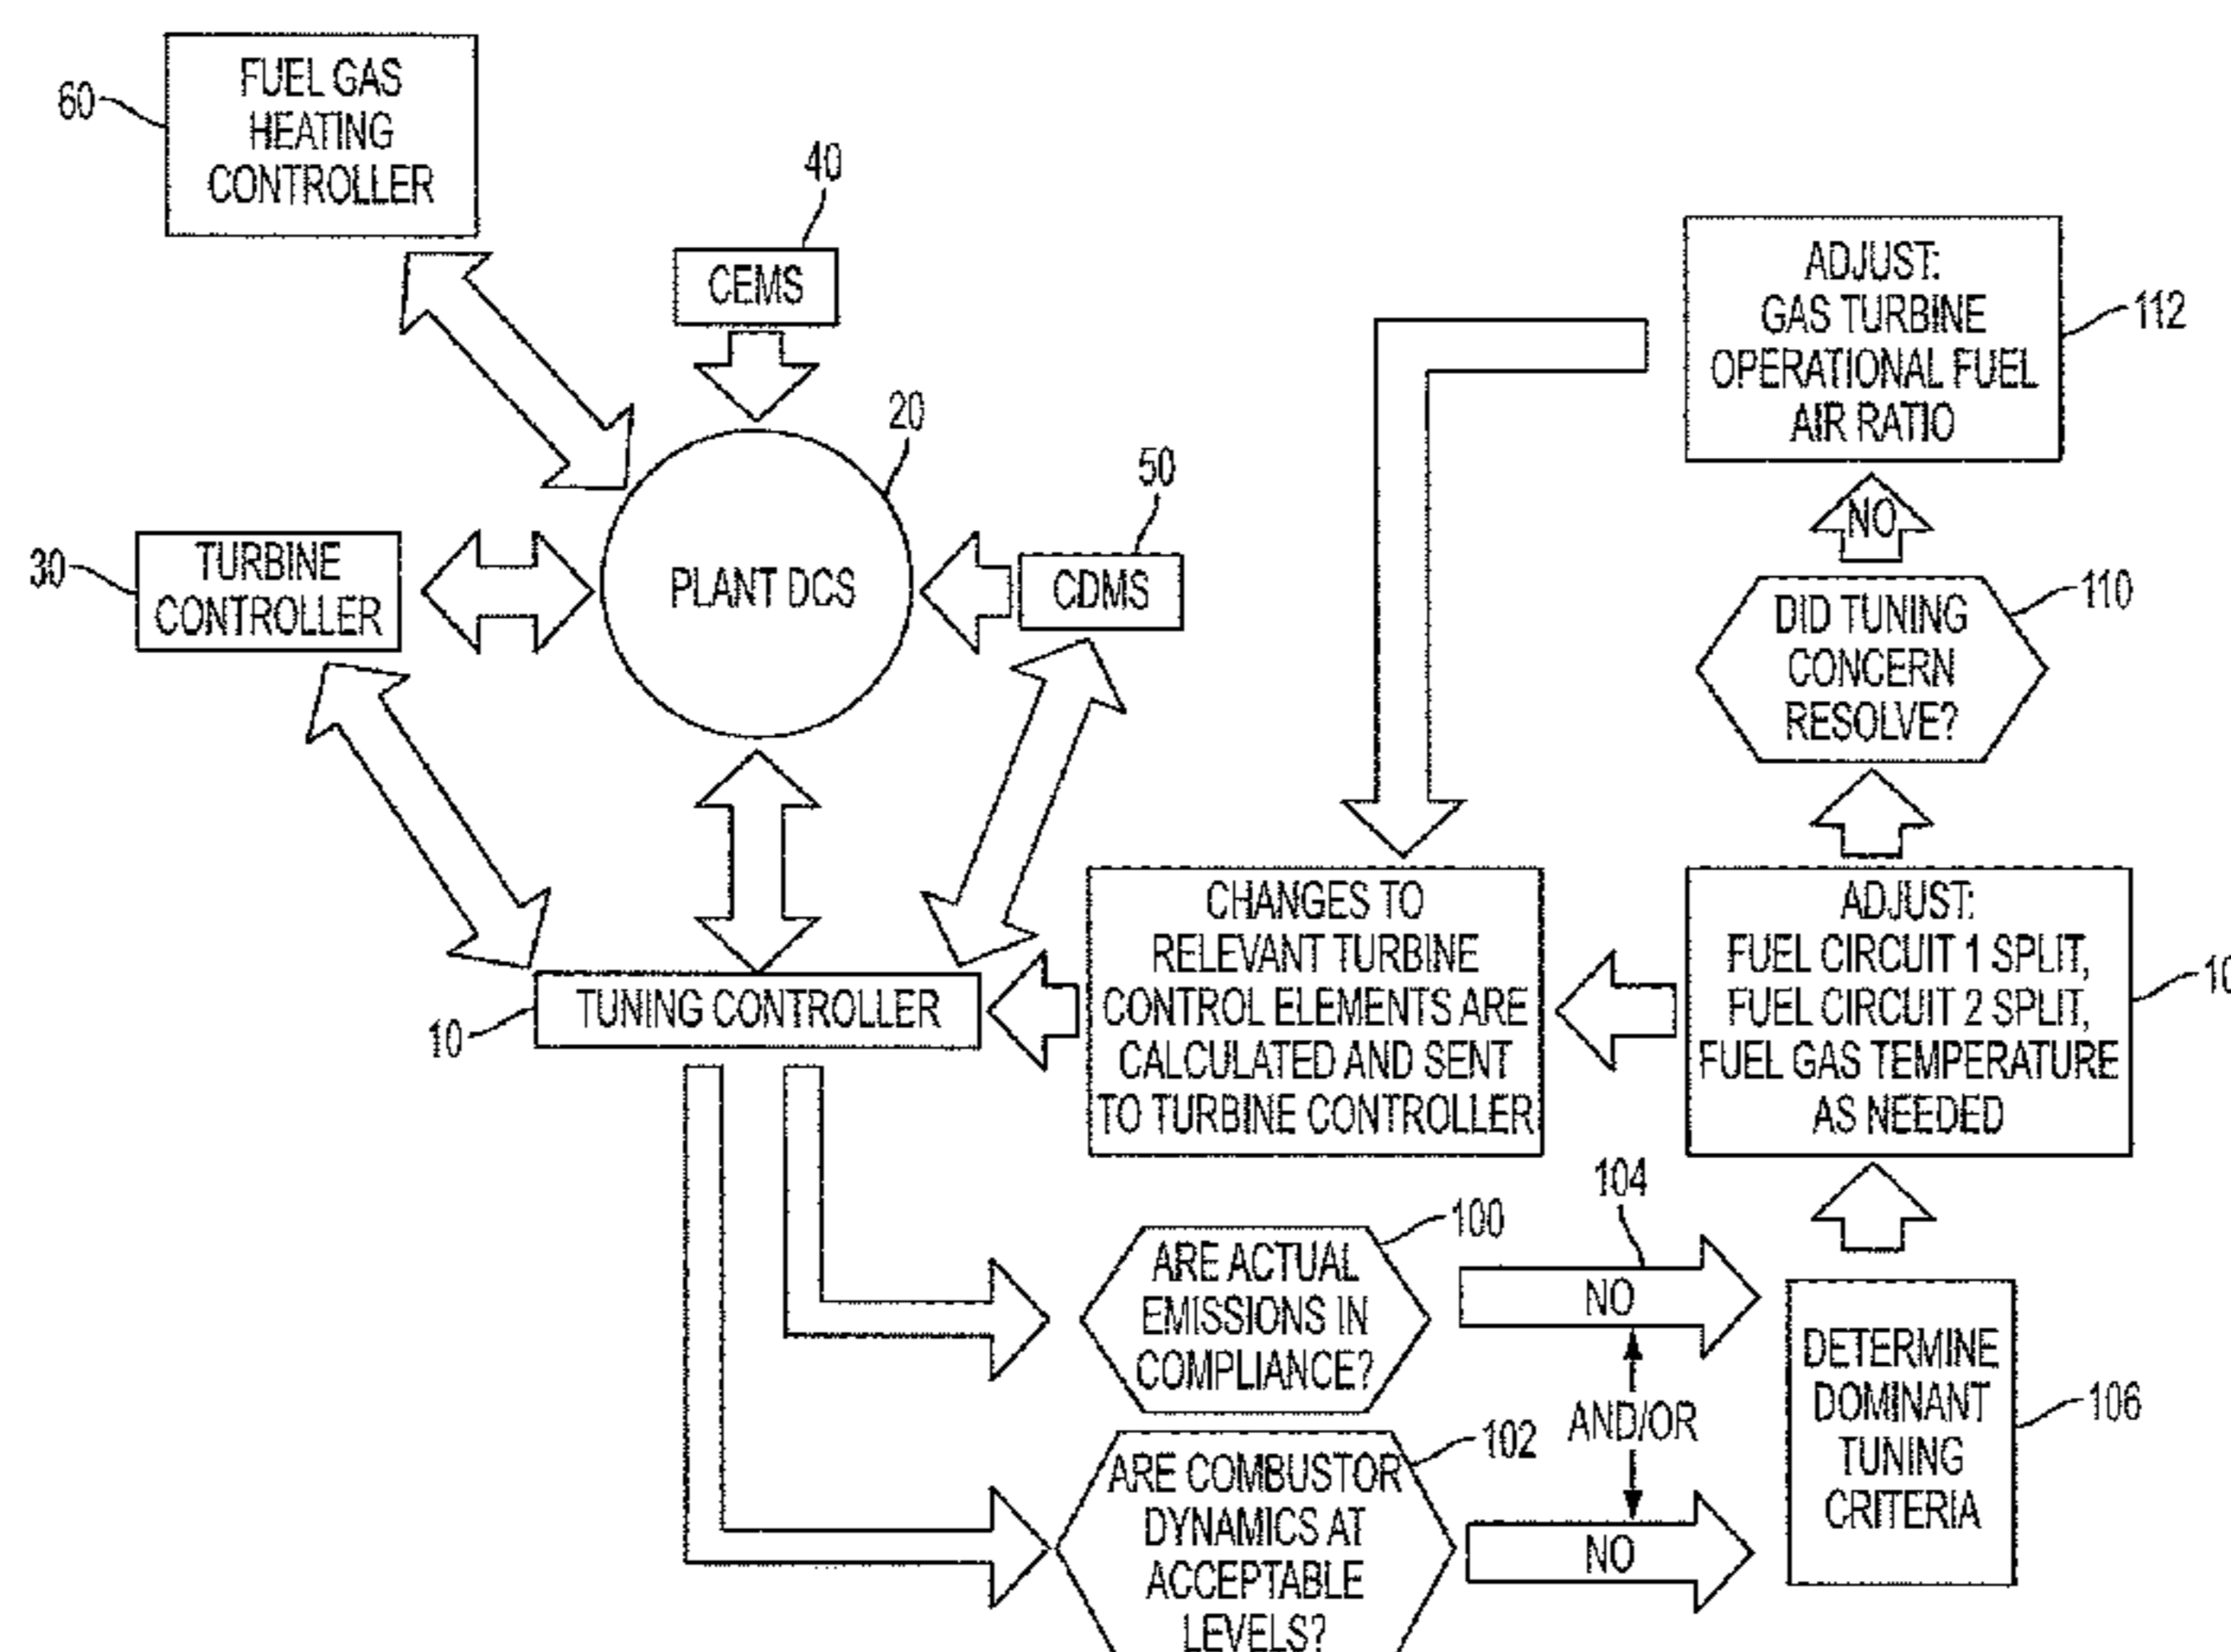 60
FUEL GAS
HEATING
CONTROLLER
40
CEMS
20
PLANT DCS
50
CDMS
30
TURBINE
CONTROLLER
10
TUNING CONTROLLER
ADJUST:
GAS TURBINE
OPERATIONAL FUEL
AIR RATIO
112
NO
DID TUNING
CONCERN
RESOLVE?
110
CHANGES TO
RELEVANT TURBINE
CONTROL ELEMENTS ARE
CALCULATED AND SENT
TO TURBINE CONTROLLER
ADJUST:
FUEL CIRCUIT 1 SPLIT,
FUEL CIRCUIT 2 SPLIT,
FUEL GAS TEMPERATURE
AS NEEDED
ARE ACTUAL
EMISSIONS IN
COMPLIANCE?
100
104
NO
AND/OR
ARE COMBUSTOR
DYNAMICS AT
ACCEPTABLE
LEVELS?
102
NO
DETERMINE
DOMINANT
TUNING
CRITERIA
106